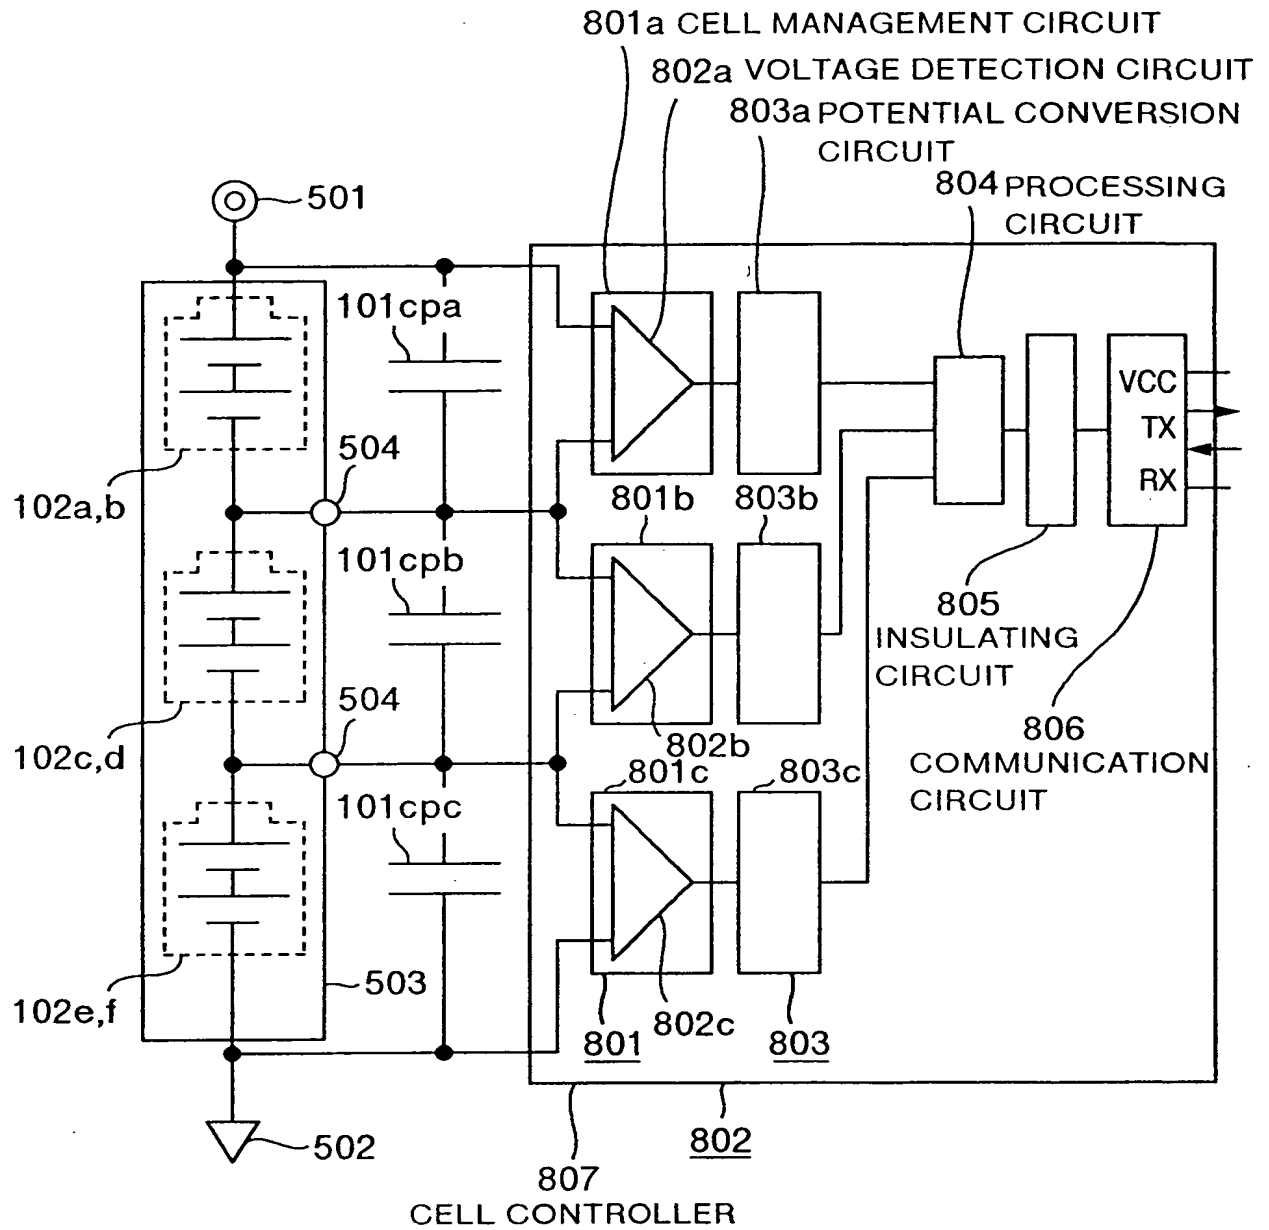 801a CELL MANAGEMENT CIRCUIT
802a VOLTAGE DETECTION CIRCUIT
803a POTENTIAL CONVERSION
CIRCUIT
804 PROCESSING
CIRCUIT
501
101cpa
VCC
TX
RX
504
102a,b
801b
803b
101cpb
805
INSULATING
CIRCUIT
504
102c,d
802b
806
COMMUNICATION
CIRCUIT
801c
803c
101cpc
503
102e,f
802c
801
803
502
802
807
CELL CONTROLLER